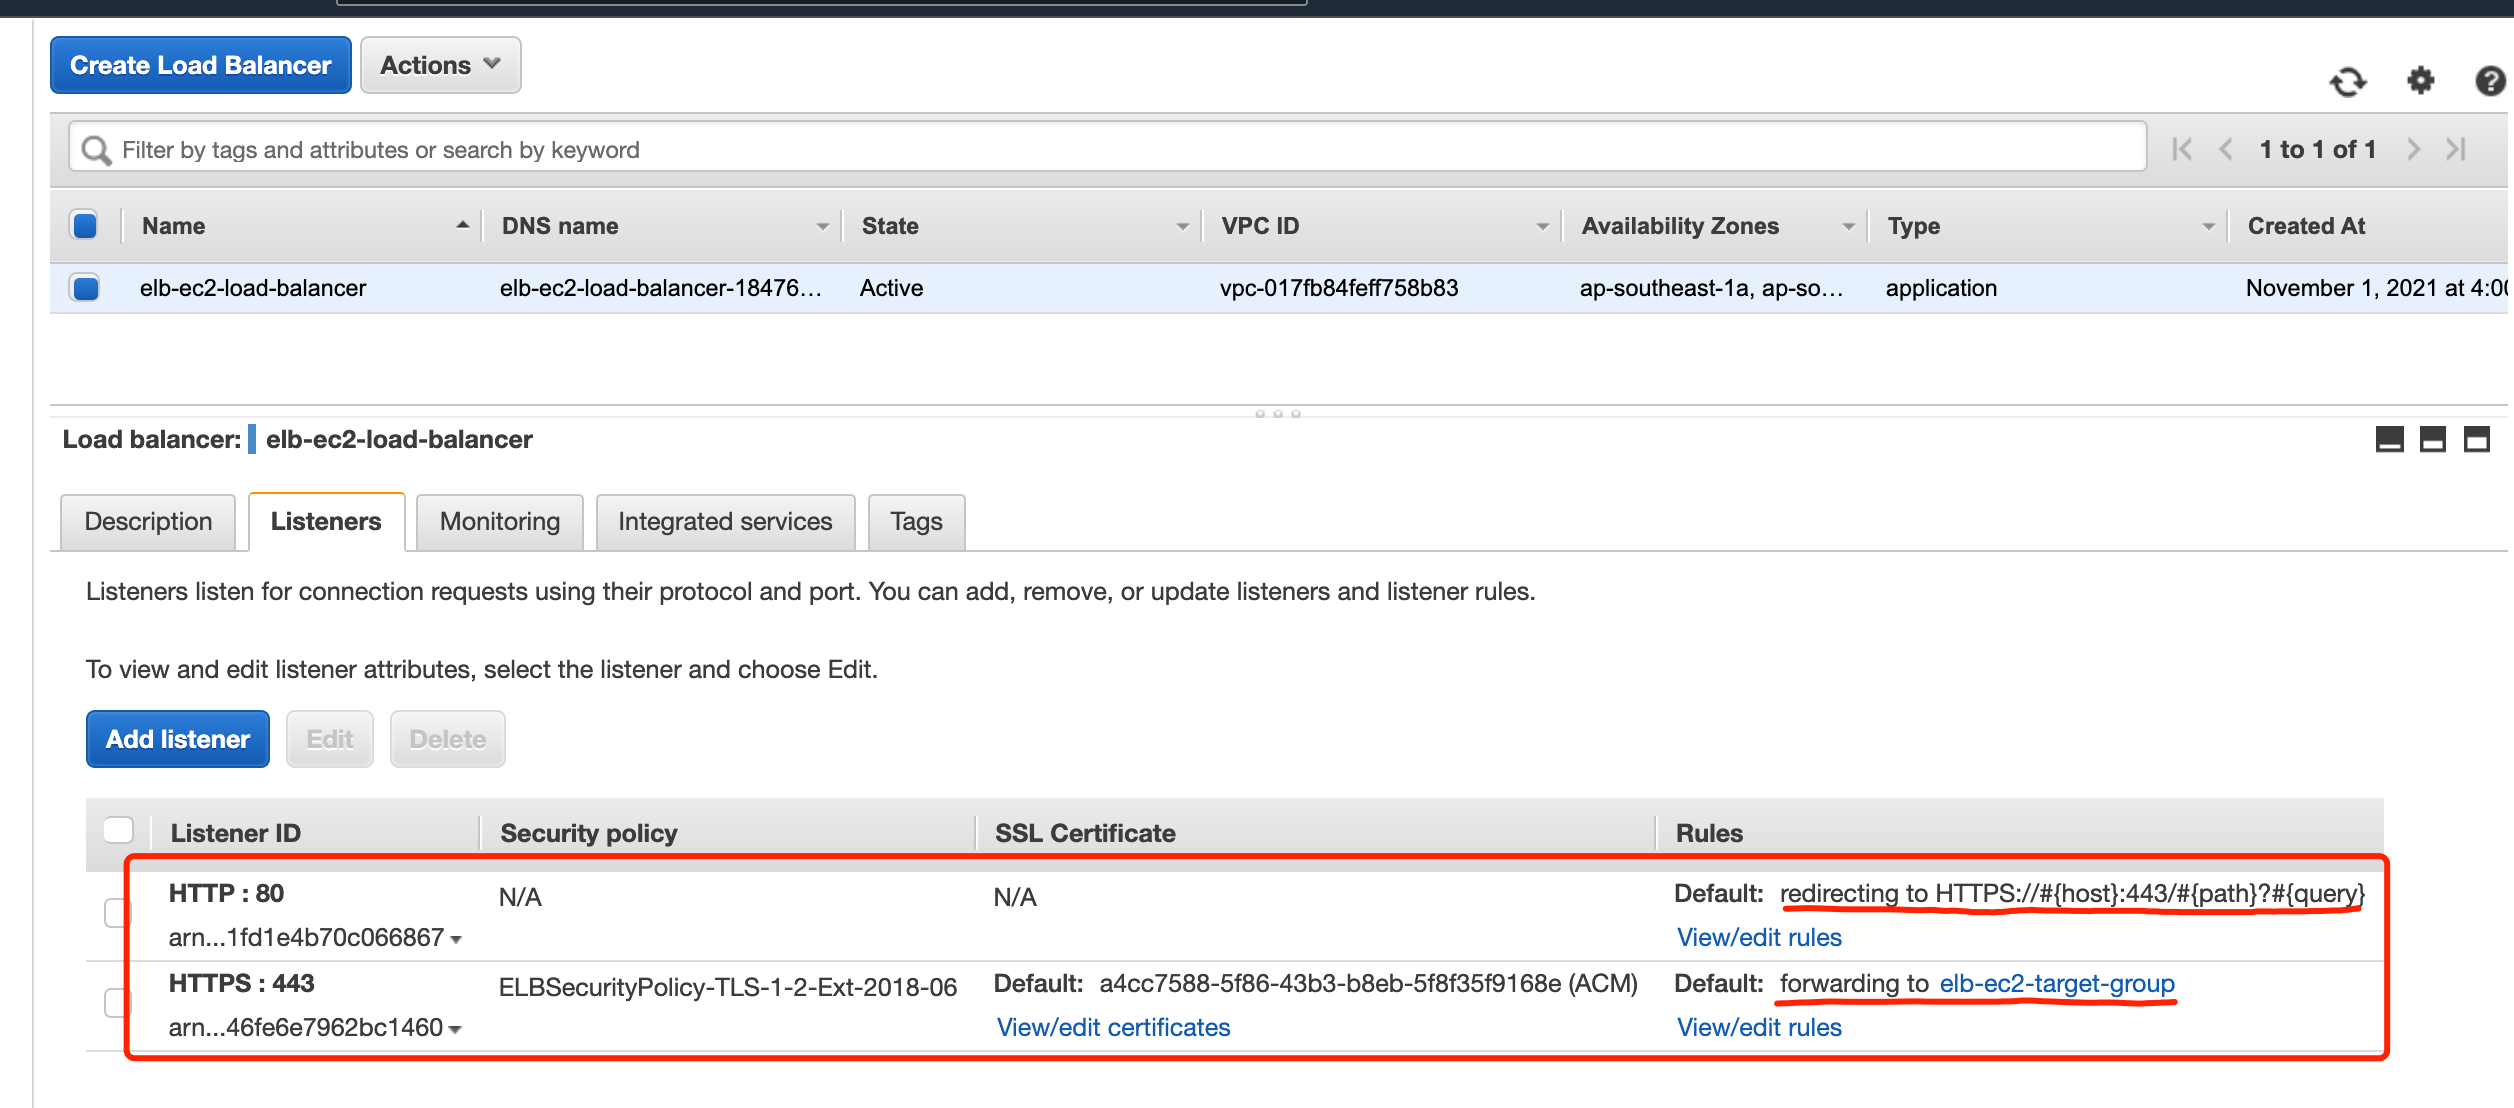 Create Load Balancer Actions
Filter by tags and attributes or search by keyword 1 to 1 of 1
Name DNS name State VPC ID Availability Zones Type Created At
elb-ec2-load-balancer elb-ec2-load-balancer-18476... Active vpc-017fb84feff758b83 ap-southeast-1a, ap-so... application November 1, 2021 at 4:00
Load balancer: elb-ec2-load-balancer
Description Listeners Monitoring Integrated services Tags
Listeners listen for connection requests using their protocol and port. You can add, remove, or update listeners and listener rules.
To view and edit listener attributes, select the listener and choose Edit.
Add listener Edit Delete
Listener ID Security policy SSL Certificate Rules
HTTP : 80 N/A N/A Default: redirecting to HTTPS://#{host}:443/#{path}?#{query}
arn...1fd1e4b70c066867 View/edit rules
HTTPS : 443 ELBSecurityPolicy-TLS-1-2-Ext-2018-06 Default: a4cc7588-5f86-43b3-b8eb-5f8f35f9168e (ACM) Default: forwarding to elb-ec2-target-group
arn...46fe6e7962bc1460 View/edit certificates View/edit rules